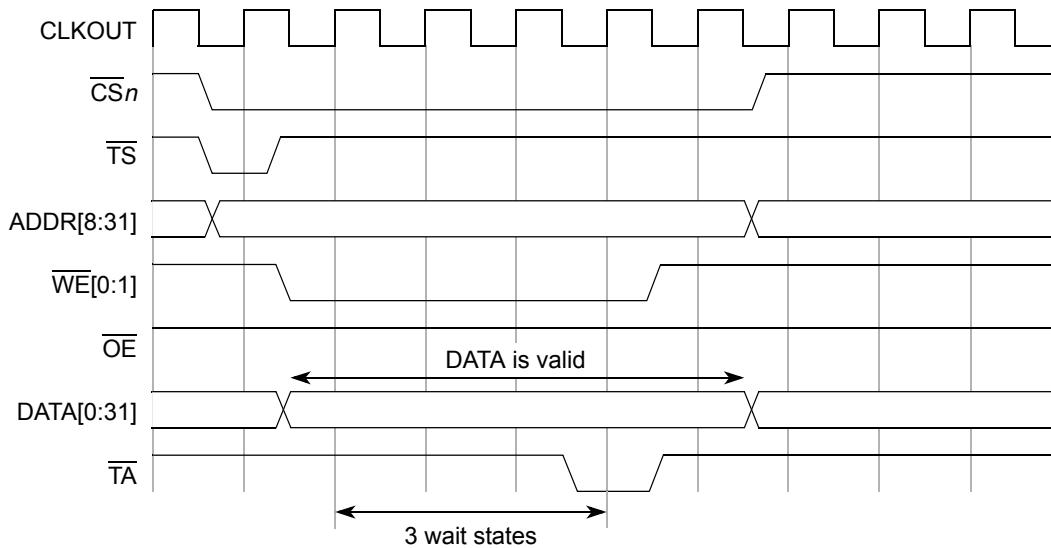 CLKOUT
CSn
TS
ADDR[8:31]
WE[0:1]
OE
DATA is valid
DATA[0:31]
TA
3 wait states